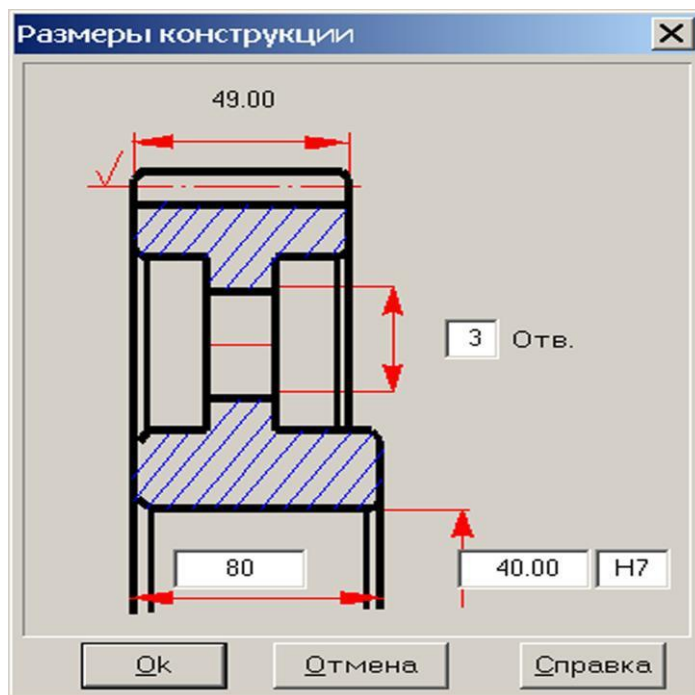 Размеры конструкции
49.00
3 Отв.
80
40.00 H7
Ok Отмена Справка